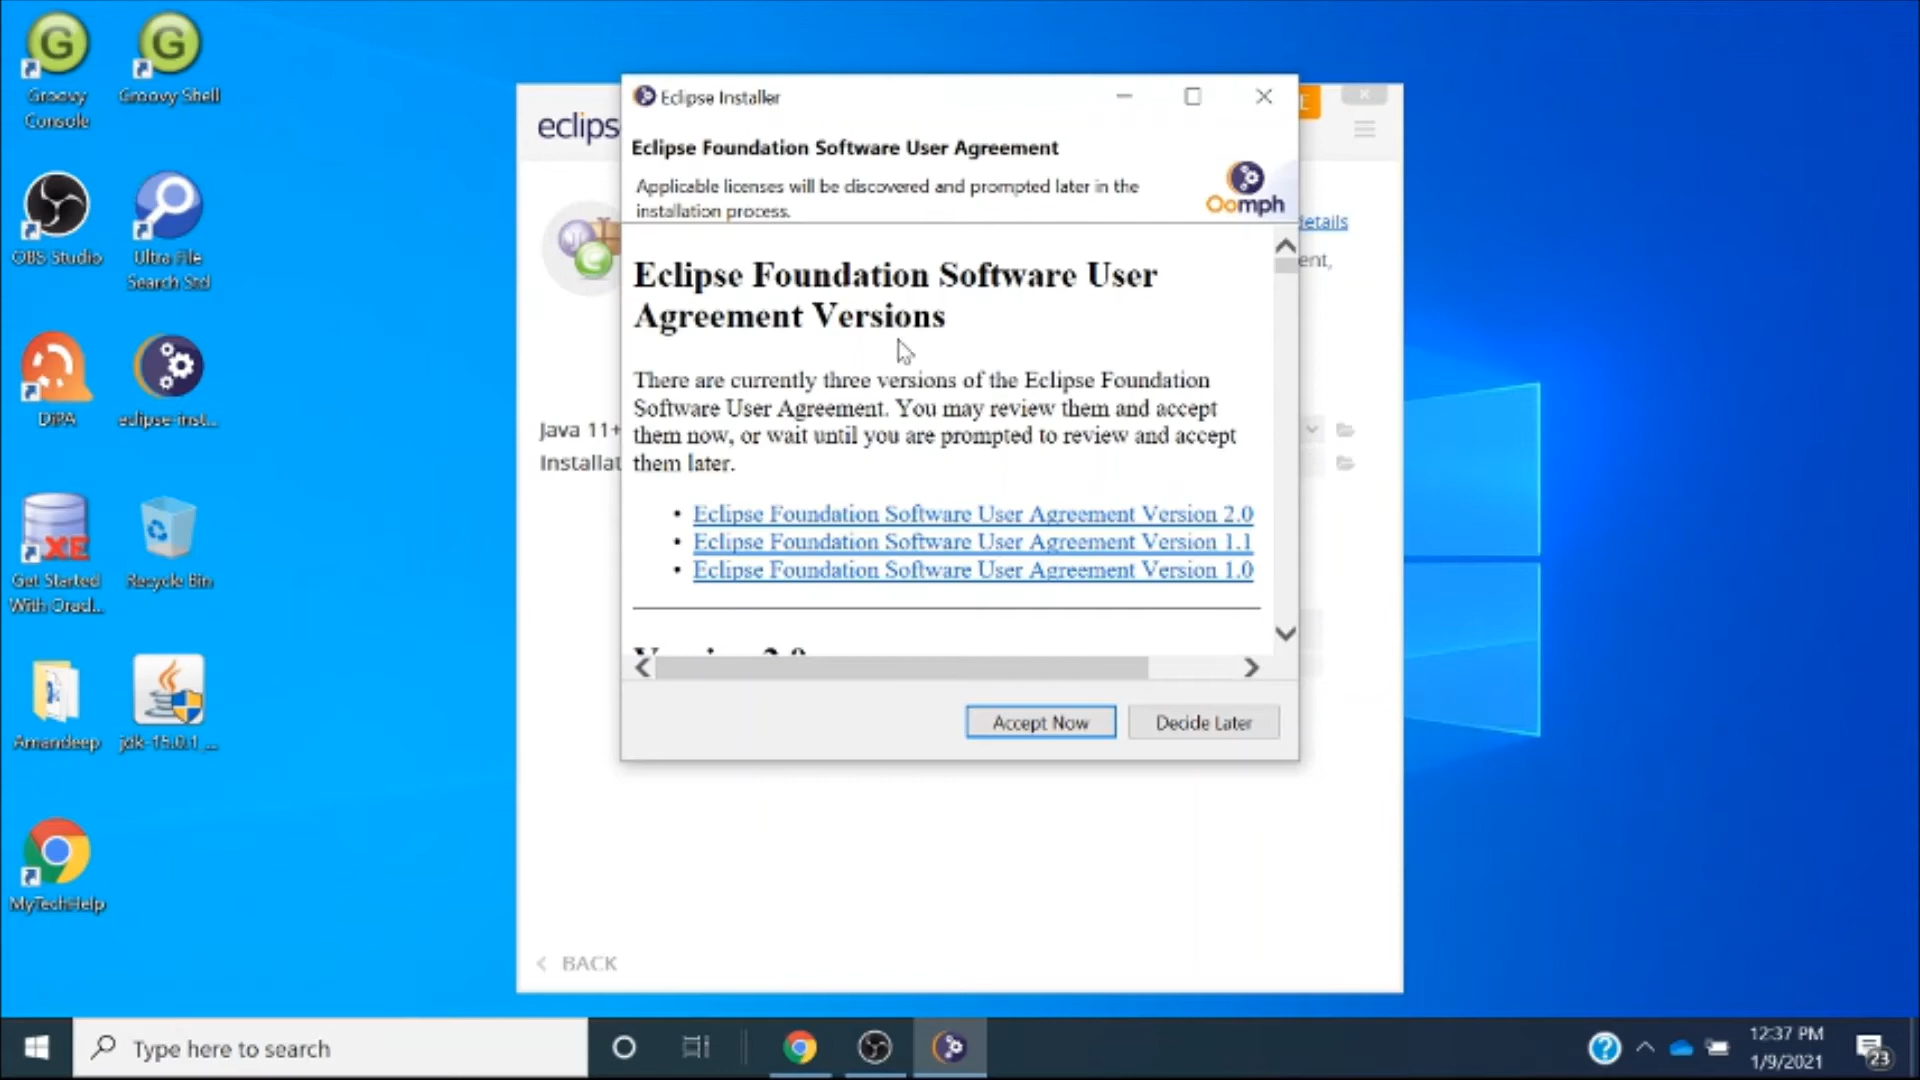 Groovy
Console
Groovy Shell
OBS Studio
Ultra File
Search Std
DiPA
eclipse-inst...
XE
Get Started
With Oracl...
Recycle Bin
Amandeep
jdk-15.0.1_...
MyTechHelp
eclips
Eclipse Installer
Eclipse Foundation Software User Agreement
Applicable licenses will be discovered and prompted later in the
installation process.
Oomph
details
ent,
Java 11+
Installat
Eclipse Foundation Software User
Agreement Versions
There are currently three versions of the Eclipse Foundation
Software User Agreement. You may review them and accept
them now, or wait until you are prompted to review and accept
them later.
• Eclipse Foundation Software User Agreement Version 2.0
• Eclipse Foundation Software User Agreement Version 1.1
• Eclipse Foundation Software User Agreement Version 1.0
Version 2.0
Accept Now
Decide Later
BACK
Type here to search
12:37 PM
1/9/2021
23